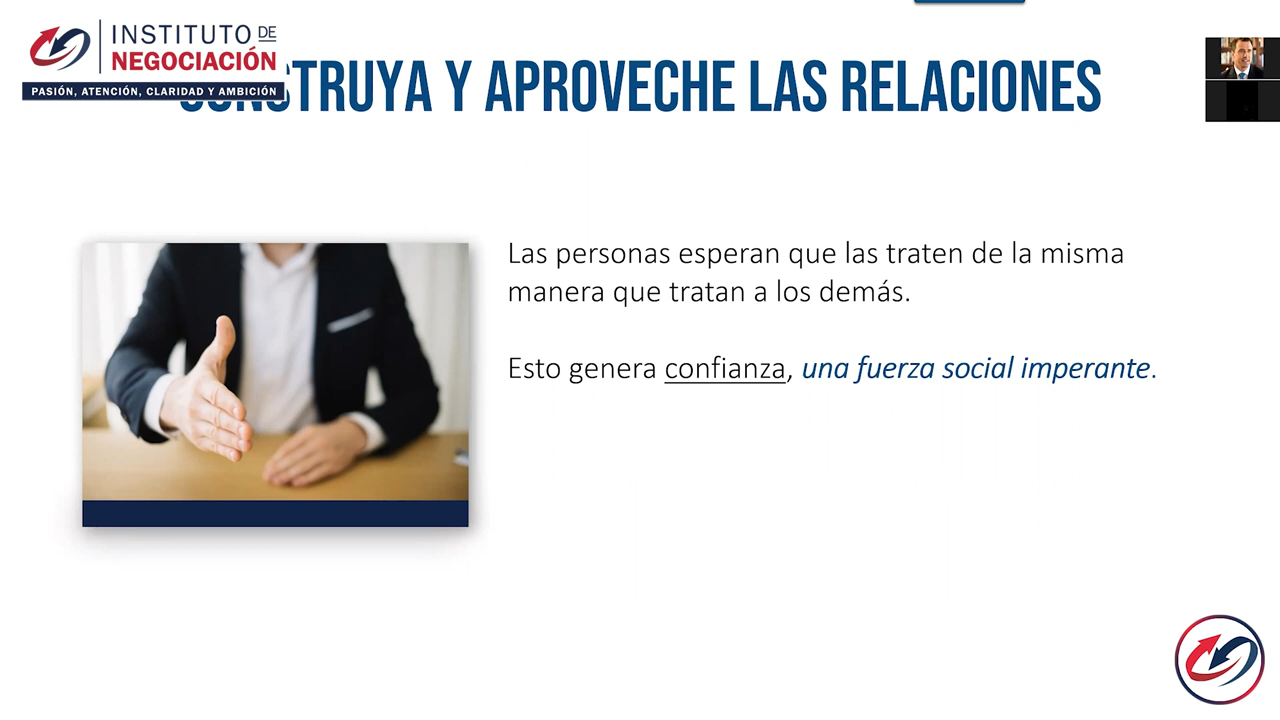 INSTITUTO DE
NEGOCIACIÓN
PASIÓN, ATENCIÓN, CLARIDAD Y AMBICIÓN
CONSTRUYA Y APROVECHE LAS RELACIONES
Las personas esperan que las traten de la misma
manera que tratan a los demás.
Esto genera confianza, una fuerza social imperante.